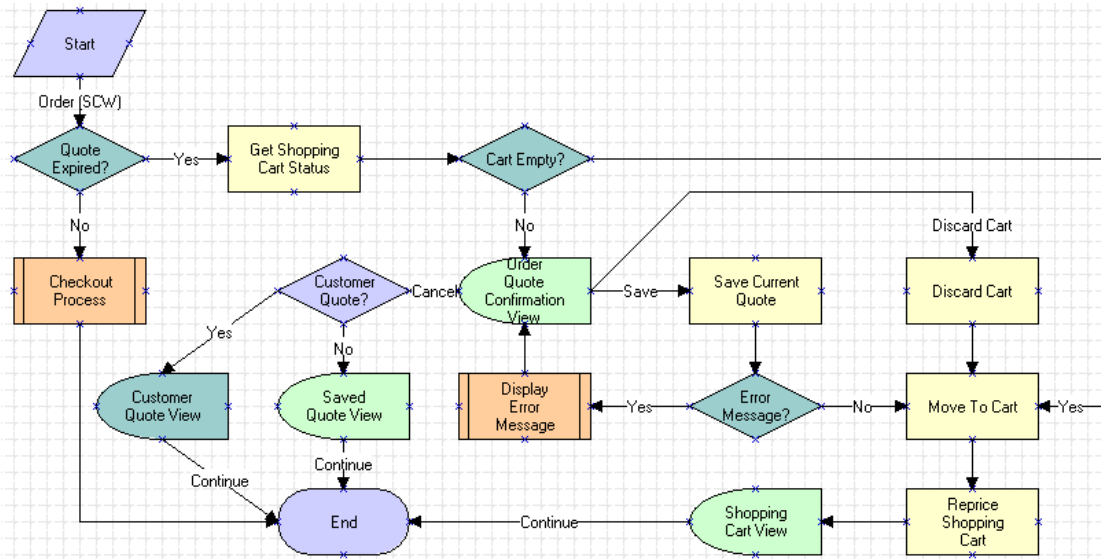 Start
Order (SCW)
Quote
Expired?
Yes
Get Shopping
Cart Status
Cart Empty?
No
No
Discard Cart
Checkout
Process
Customer
Quote?
Cancel
Order
Quote
Confirmation
View
Save
Save Current
Quote
Discard Cart
Yes
No
Customer
Quote View
Saved
Quote View
Display
Error
Message
Yes
Error
Message?
No
Move To Cart
Yes
Continue
Continue
End
Continue
Shopping
Cart View
Reprice
Shopping
Cart